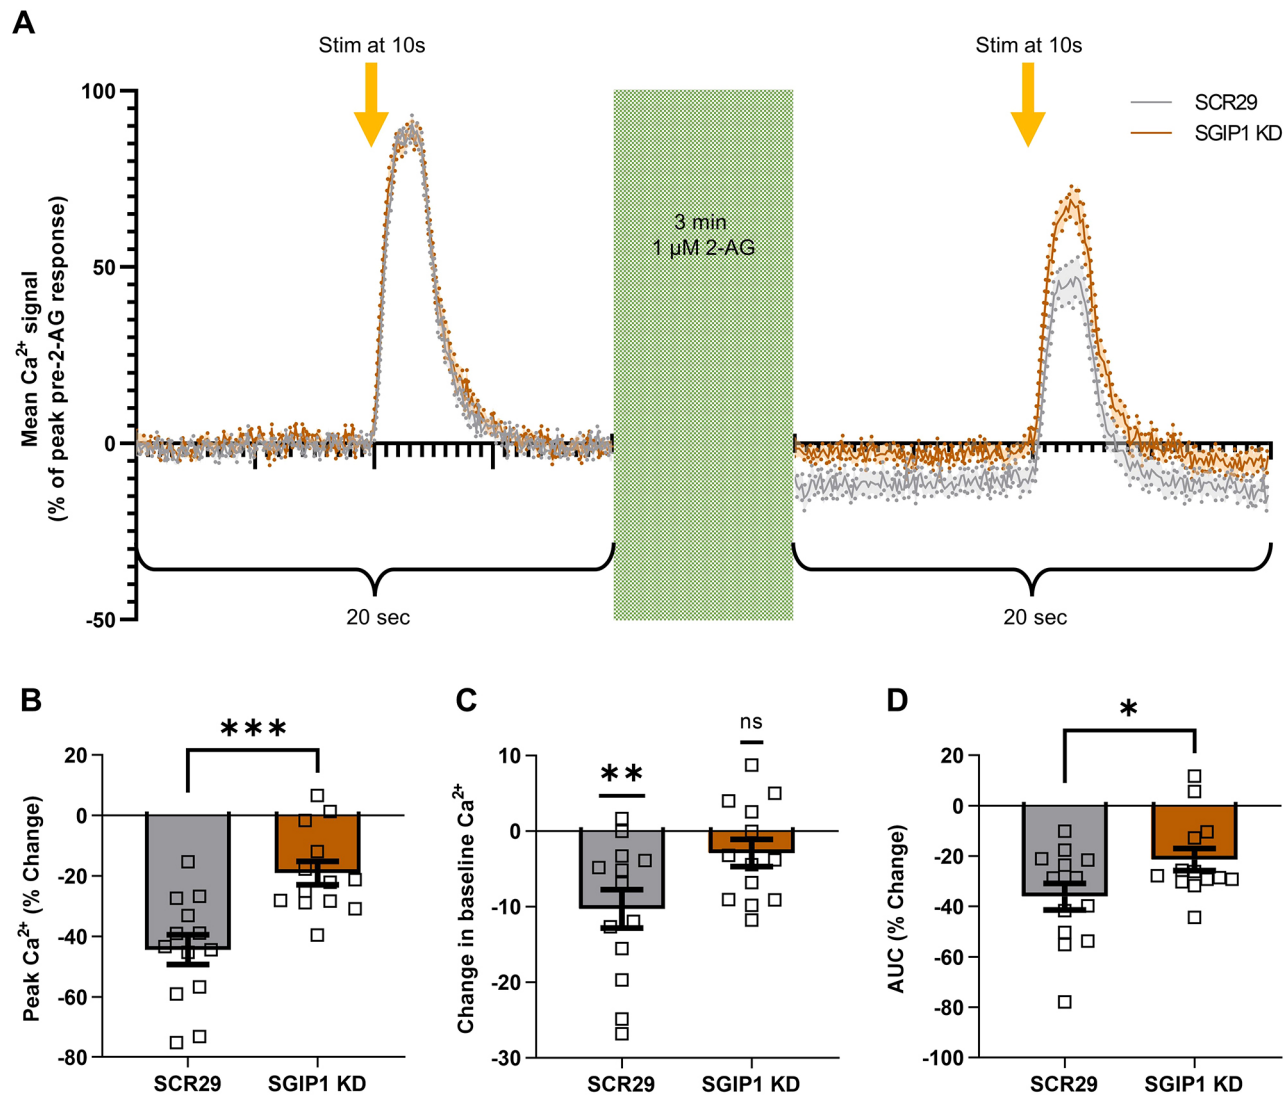 A
Stim at 10s
Stim at 10s
SCR29
SGIP1 KD
Mean Ca²⁺ signal
(% of peak pre-2-AG response)
100
50
0
-50
3 min
1 µM 2-AG
20 sec
20 sec
B
***
Peak Ca²⁺ (% Change)
20
0
-20
-40
-60
-80
SCR29
SGIP1 KD
C
**
ns
Change in baseline Ca²⁺
10
0
-10
-20
-30
SCR29
SGIP1 KD
D
*
AUC (% Change)
20
0
-20
-40
-60
-80
-100
SCR29
SGIP1 KD